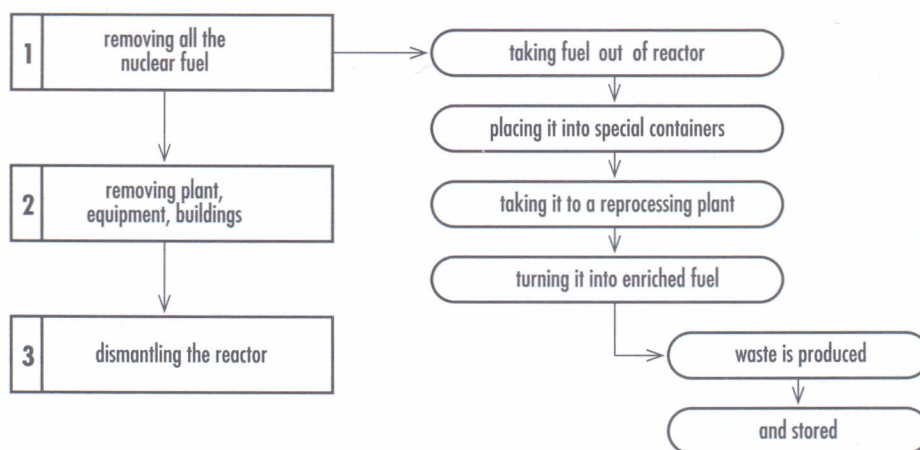 1
removing all the
nuclear fuel
2
removing plant,
equipment, buildings
3
dismantling the reactor
taking fuel out of reactor
placing it into special containers
taking it to a reprocessing plant
turning it into enriched fuel
waste is produced
and stored